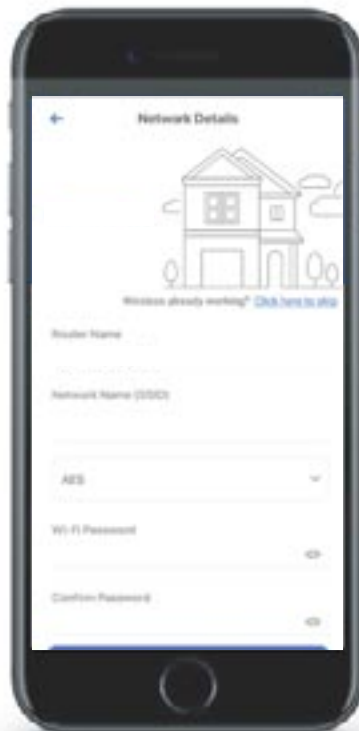 Network Details
Wireless already working? Click here to skip
Router Name
Network Name (SSID)
AES
Wi-Fi Password
Confirm Password